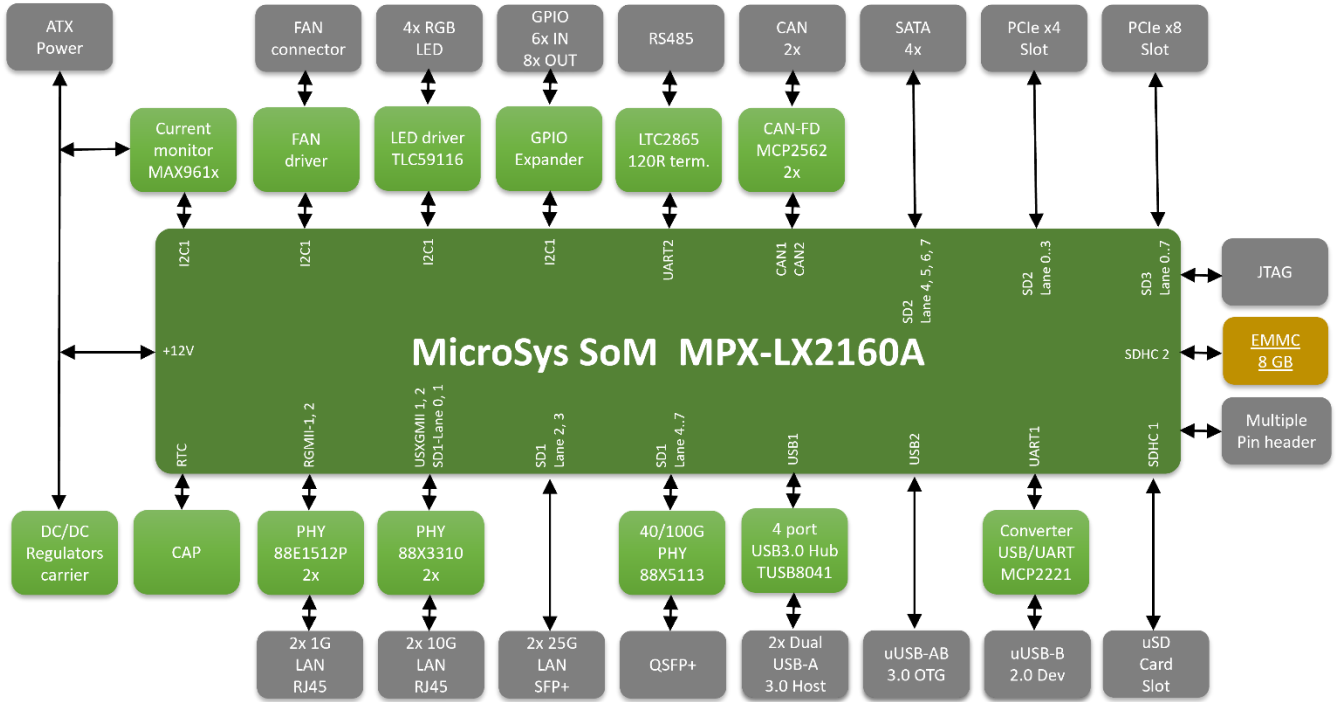 ATX
Power
FAN
connector
4x RGB
LED
GPIO
6x IN
8x OUT
RS485
CAN
2x
SATA
4x
PCIe x4
Slot
PCIe x8
Slot
Current
monitor
MAX961x
FAN
driver
LED driver
TLC59116
GPIO
Expander
LTC2865
120R term.
CAN-FD
MCP2562
2x
I2C1
I2C1
I2C1
I2C1
UART2
CAN1
CAN2
SD2
Lane 4, 5, 6, 7
SD2
Lane 0..3
SD3
Lane 0..7
JTAG
+12V
MicroSys SoM MPX-LX2160A
SDHC 2
EMMC
8 GB
Multiple
Pin header
RTC
RGMII-1, 2
USXGMII 1, 2
SD1-Lane 0, 1
SD1
Lane 2, 3
SD1
Lane 4..7
USB1
USB2
UART1
SDHC 1
DC/DC
Regulators
carrier
CAP
PHY
88E1512P
2x
PHY
88X3310
2x
40/100G
PHY
88X5113
4 port
USB3.0 Hub
TUSB8041
Converter
USB/UART
MCP2221
2x 1G
LAN
RJ45
2x 10G
LAN
RJ45
2x 25G
LAN
SFP+
QSFP+
2x Dual
USB-A
3.0 Host
uUSB-AB
3.0 OTG
uUSB-B
2.0 Dev
uSD
Card
Slot